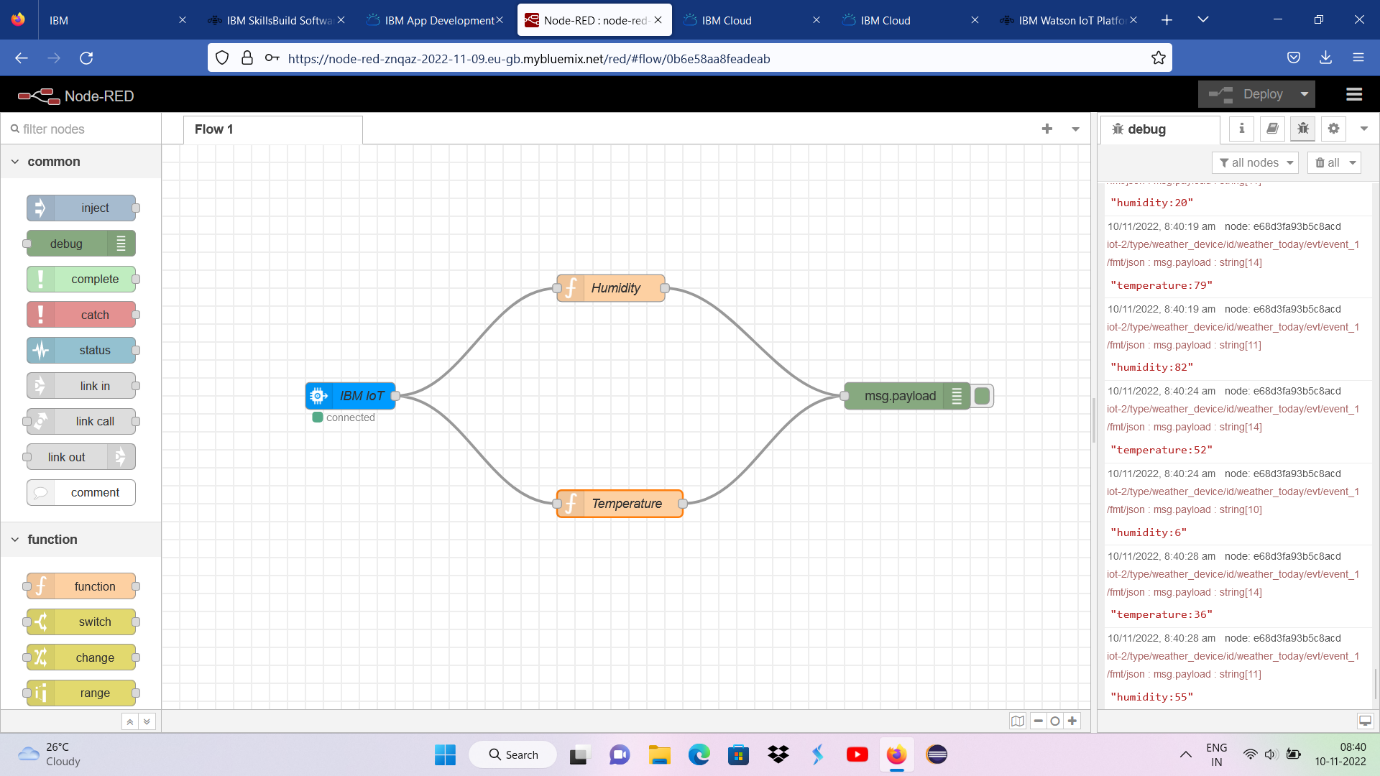 IBM
IBM SkillsBuild Softwa
IBM App Development
Node-RED : node-red-
IBM Cloud
IBM Cloud
IBM Watson IoT Platfo
https://node-red-znqaz-2022-11-09.eu-gb.mybluemix.net/red/#flow/0b6e58aa8feadeab
Node-RED
Deploy
filter nodes
common
inject
debug
complete
catch
status
link in
link call
link out
comment
function
function
switch
change
range
Flow 1
Humidity
IBM IoT
connected
Temperature
msg.payload
debug
all nodes
all
"humidity:20"
10/11/2022, 8:40:19 am node: e68d3fa93b5c8acd
iot-2/type/weather_device/id/weather_today/evt/event_1
/fmt/json : msg.payload : string[14]
"temperature:79"
10/11/2022, 8:40:19 am node: e68d3fa93b5c8acd
iot-2/type/weather_device/id/weather_today/evt/event_1
/fmt/json : msg.payload : string[11]
"humidity:82"
10/11/2022, 8:40:24 am node: e68d3fa93b5c8acd
iot-2/type/weather_device/id/weather_today/evt/event_1
/fmt/json : msg.payload : string[14]
"temperature:52"
10/11/2022, 8:40:24 am node: e68d3fa93b5c8acd
iot-2/type/weather_device/id/weather_today/evt/event_1
/fmt/json : msg.payload : string[10]
"humidity:6"
10/11/2022, 8:40:28 am node: e68d3fa93b5c8acd
iot-2/type/weather_device/id/weather_today/evt/event_1
/fmt/json : msg.payload : string[14]
"temperature:36"
10/11/2022, 8:40:28 am node: e68d3fa93b5c8acd
iot-2/type/weather_device/id/weather_today/evt/event_1
/fmt/json : msg.payload : string[11]
"humidity:55"
26°C
Cloudy
Search
ENG
IN
08:40
10-11-2022